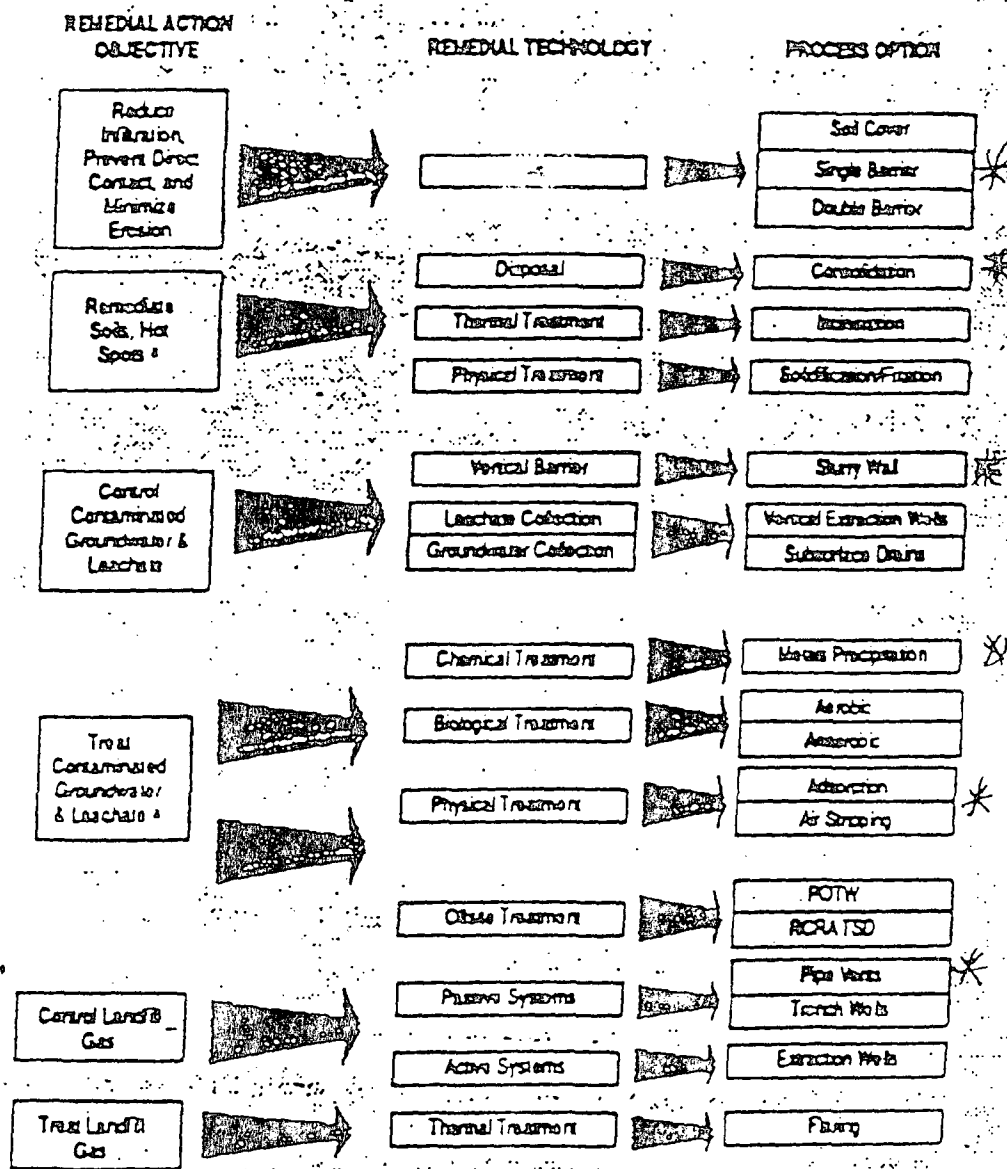 REMEDIAL ACTION
OBJECTIVE
REMEDIAL TECHNOLOGY
PROCESS OPTION
Reduce
Infiltration,
Prevent Direct
Contact, and
Minimize
Erosion
Soil Cover
Single Barrier
Double Barrier
Remediate
Soils, Hot
Spots a
Disposal
Consolidation
Thermal Treatment
Incineration
Physical Treatment
Solidification/Fixation
Control
Contaminated
Groundwater &
Leachate
Vertical Barrier
Slurry Wall
Leachate Collection
Groundwater Collection
Vertical Extraction Wells
Subsurface Drains
Treat
Contaminated
Groundwater
& Leachate a
Chemical Treatment
Metals Precipitation
Biological Treatment
Aerobic
Anaerobic
Physical Treatment
Adsorption
Air Stripping
Offsite Treatment
POTW
RCRA TSD
Control Landfill
Gas
Passive Systems
Pipe Vents
Trench Vents
Active Systems
Extraction Wells
Treat Landfill
Gas
Thermal Treatment
Flaring